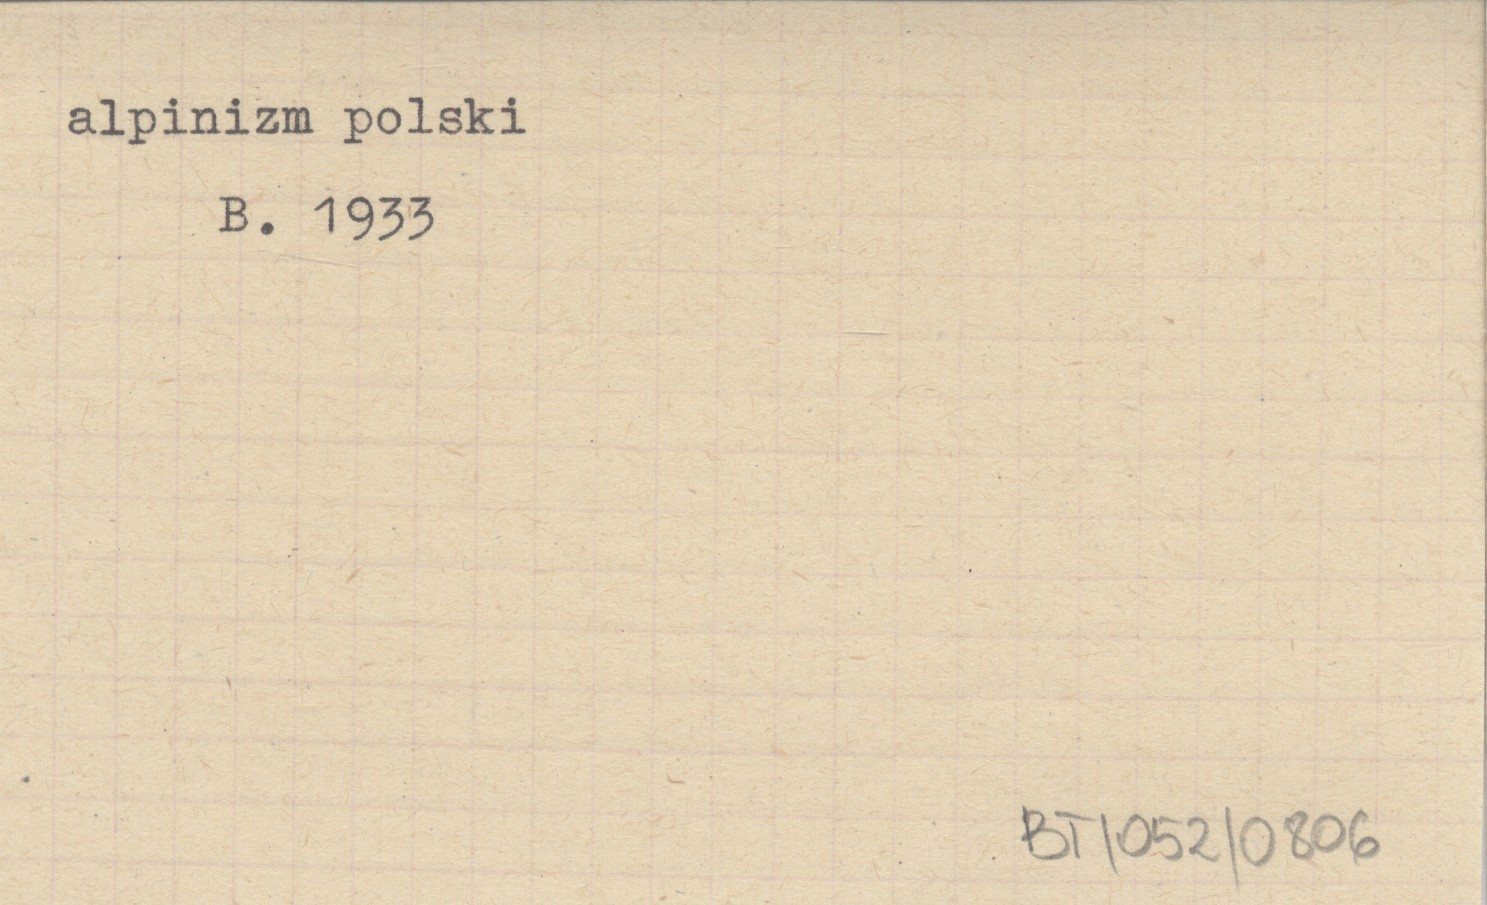 alpinizm polski
B. 1933
BT/052/0806